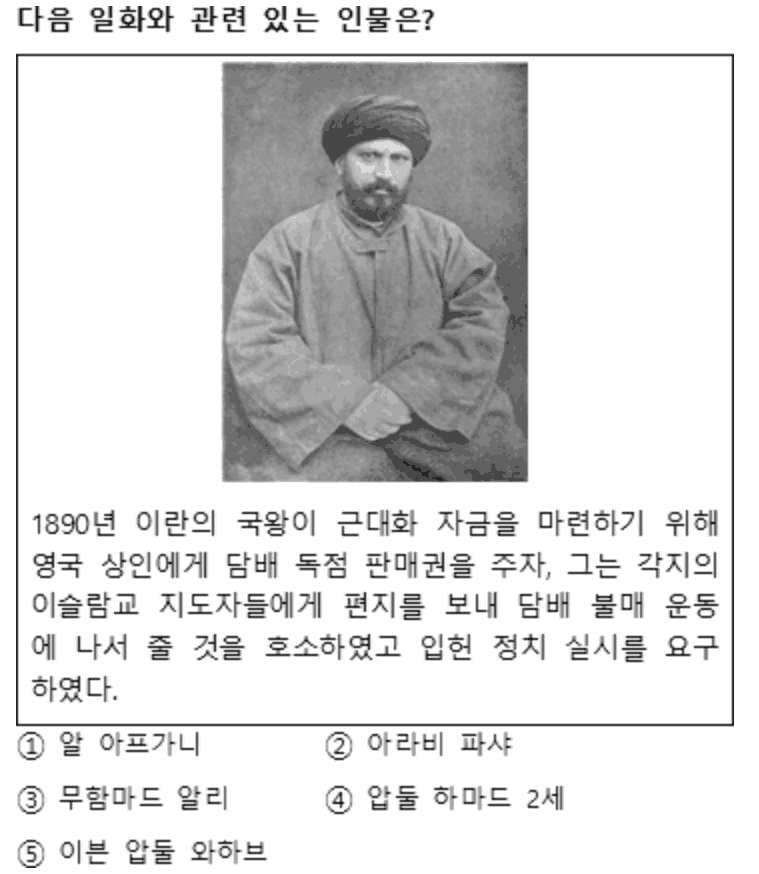 다음 일화와 관련 있는 인물은?
1890년 이란의 국왕이 근대화 자금을 마련하기 위해
영국 상인에게 담배 독점 판매권을 주자, 그는 각지의
이슬람교 지도자들에게 편지를 보내 담배 불매 운동
에 나서 줄 것을 호소하였고 입헌 정치 실시를 요구
하였다.
① 알 아프가니 ② 아라비 파샤
③ 무함마드 알리 ④ 압둘 하마드 2세
⑤ 이븐 압둘 와하브